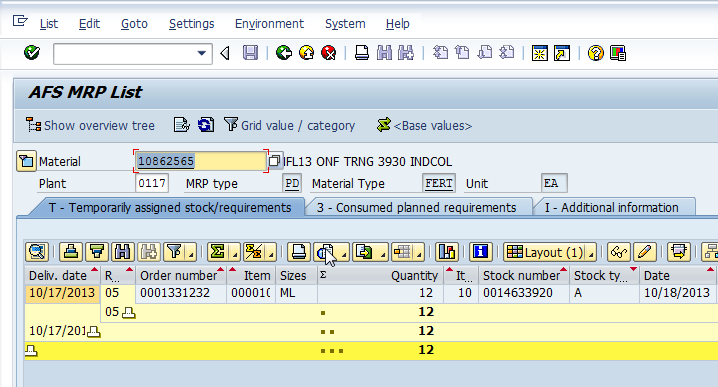 List Edit Goto Settings Environment System Help
AFS MRP List
Show overview tree Grid value / category <Base values>
Material 10862565 JFL13 ONF TRNG 3930 INDCOL
Plant 0117 MRP type PD Material Type FERT Unit EA
T - Temporarily assigned stock/requirements 3 - Consumed planned requirements I - Additional information
Layout (1)
Deliv. date R... Order number Item Sizes Σ Quantity It... Stock number Stock ty... Date
10/17/2013 05 0001331232 000010 ML 12 10 0014633920 A 10/18/2013
05 12
10/17/201 12
12